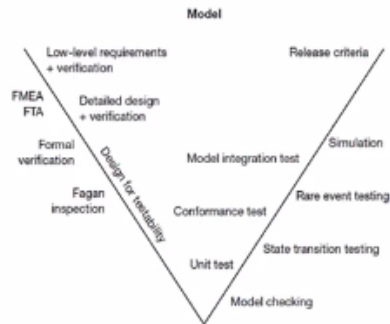 Model
Low-level requirements
+ verification
Release criteria
FMEA
FTA
Detailed design
+ verification
Formal
verification
Design for testability
Simulation
Model integration test
Fagan
inspection
Rare event testing
Conformance test
State transition testing
Unit test
Model checking